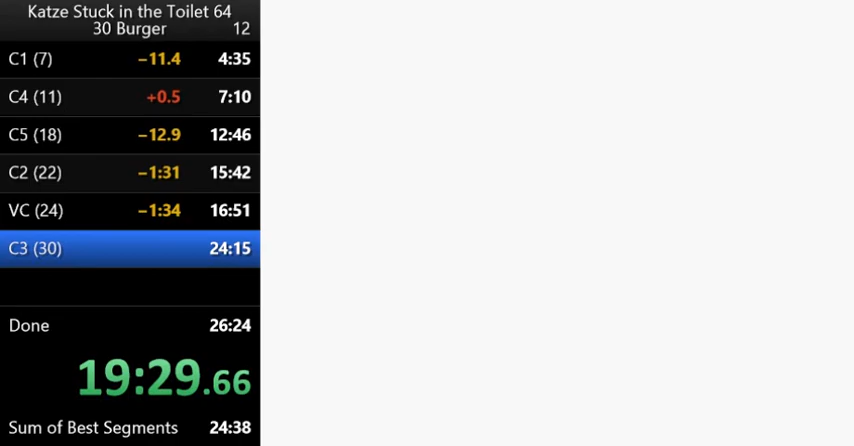 Katze Stuck in the Toilet 64
30 Burger 12
C1 (7) −11.4 4:35
C4 (11) +0.5 7:10
C5 (18) −12.9 12:46
C2 (22) −1:31 15:42
VC (24) −1:34 16:51
C3 (30) 24:15
Done 26:24
19:29.66
Sum of Best Segments 24:38